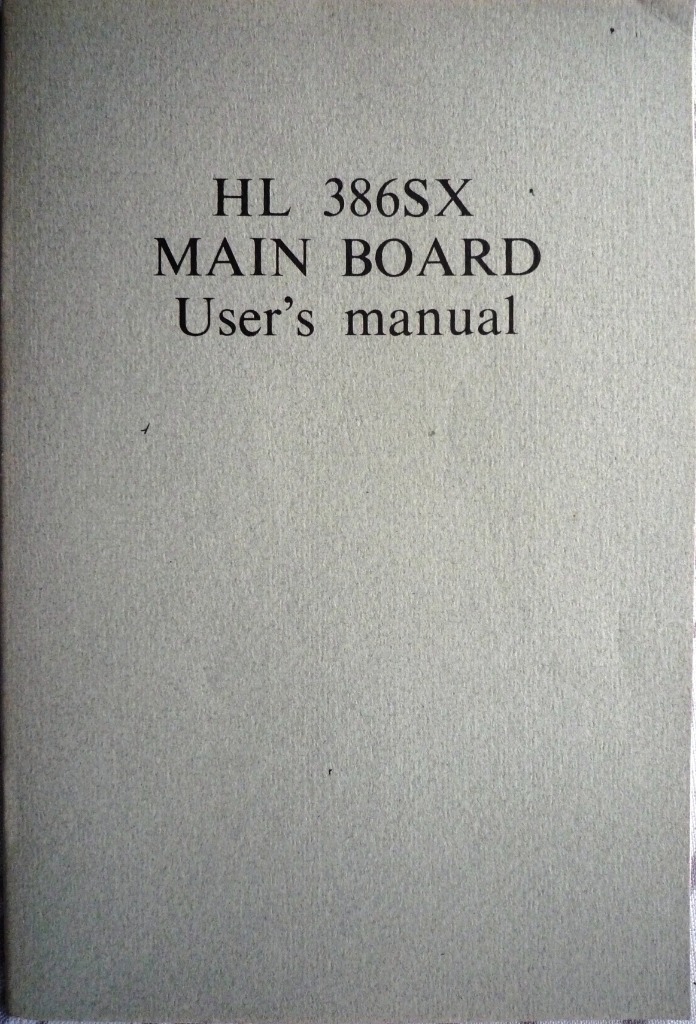 HL 386SX
MAIN BOARD
User's manual